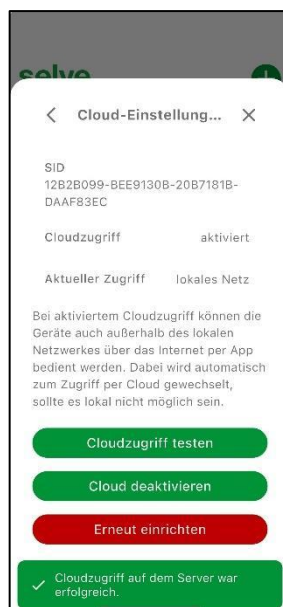 selve
Cloud-Einstellung...
SID
12B2B099-BEE9130B-20B7181B-
DAAF83EC
Cloudzugriff aktiviert
Aktueller Zugriff lokales Netz
Bei aktiviertem Cloudzugriff können die
Geräte auch außerhalb des lokalen
Netzwerkes über das Internet per App
bedient werden. Dabei wird automatisch
zum Zugriff per Cloud gewechselt,
sollte es lokal nicht möglich sein.
Cloudzugriff testen
Cloud deaktivieren
Erneut einrichten
Cloudzugriff auf dem Server war
erfolgreich.